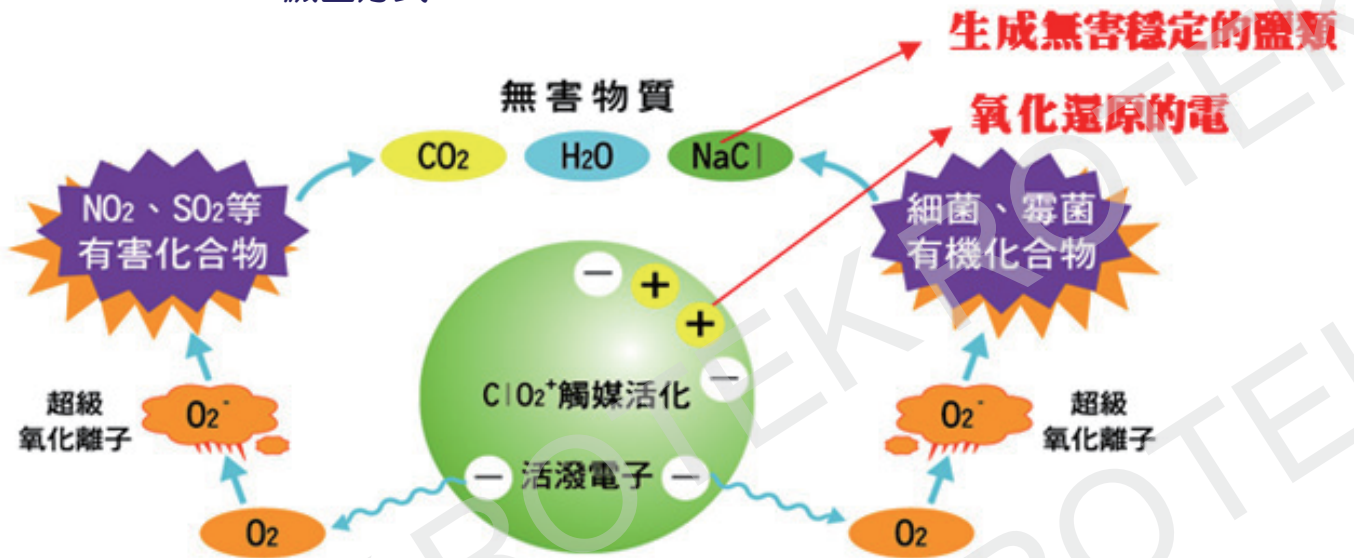 生成無害穩定的鹽類
無害物質
氧化還原的電
CO₂
H₂O
NaCl
NO₂、SO₂等
有害化合物
細菌、霉菌
有機化合物
−
+
+
−
ClO₂⁺觸媒活化
超級
氧化離子
O₂⁻
O₂⁻
超級
氧化離子
− 活潑電子 −
O₂
O₂
KROTEK
ROTEKROTEK
ROTE